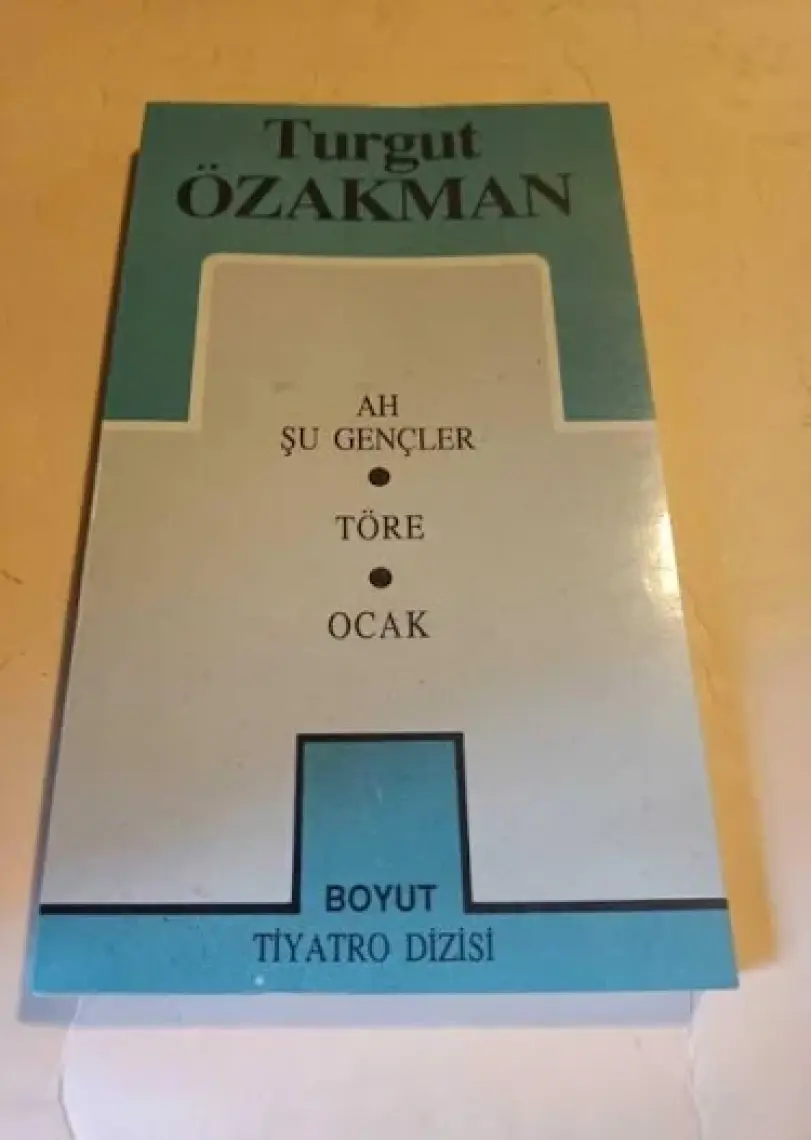 Turgut
ÖZAKMAN
AH
ŞU GENÇLER
TÖRE
OCAK
BOYUT
TİYATRO DİZİSİ